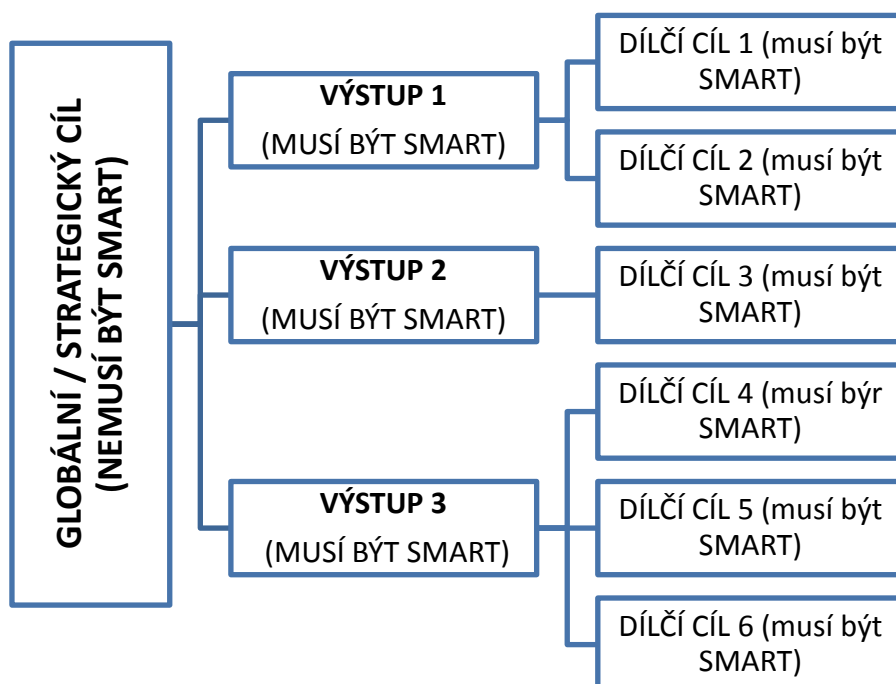 GLOBÁLNÍ / STRATEGICKÝ CÍL
(NEMUSÍ BÝT SMART)
VÝSTUP 1
(MUSÍ BÝT SMART)
DÍLČÍ CÍL 1 (musí být
SMART)
DÍLČÍ CÍL 2 (musí být
SMART)
VÝSTUP 2
(MUSÍ BÝT SMART)
DÍLČÍ CÍL 3 (musí být
SMART)
VÝSTUP 3
(MUSÍ BÝT SMART)
DÍLČÍ CÍL 4 (musí býr
SMART)
DÍLČÍ CÍL 5 (musí být
SMART)
DÍLČÍ CÍL 6 (musí být
SMART)